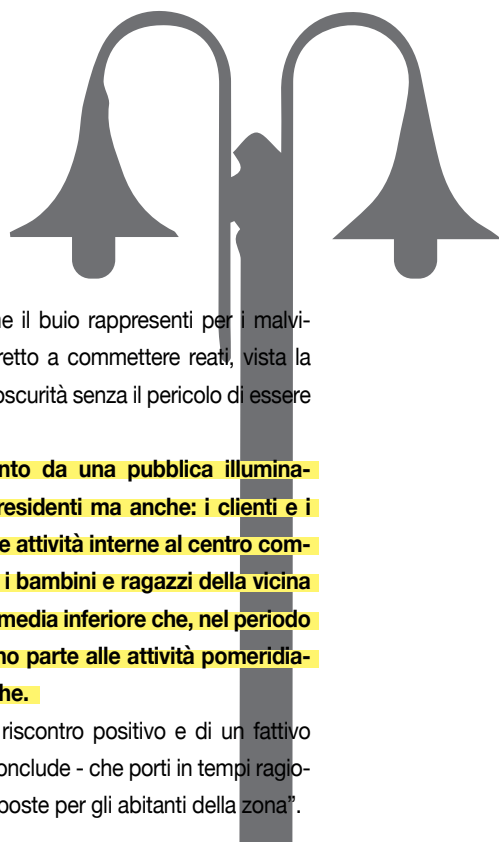 e il buio rappresenti per i malvi-
retto a commettere reati, vista la
oscurità senza il pericolo di essere
nto da una pubblica illumina-
residenti ma anche: i clienti e i
e attività interne al centro com-
i bambini e ragazzi della vicina
media inferiore che, nel periodo
no parte alle attività pomeridia-
he.
riscontro positivo e di un fattivo
onclude - che porti in tempi ragio-
poste per gli abitanti della zona”.